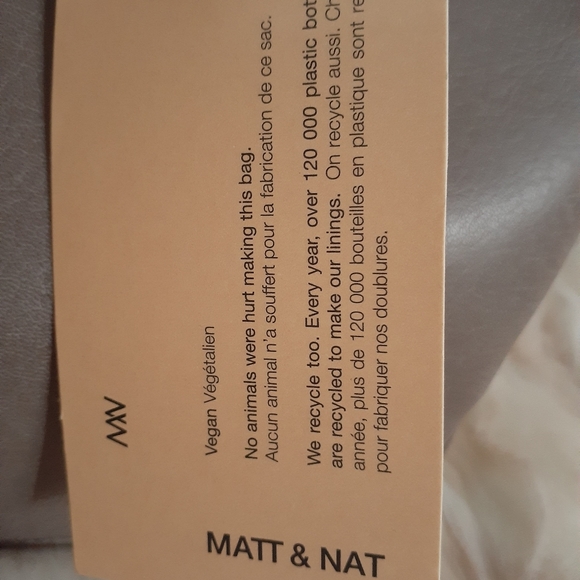 Vegan Végétalien
No animals were hurt making this bag.
Aucun animal n'a souffert pour la fabrication de ce sac.
We recycle too. Every year, over 120 000 plastic
are recycled to make our linings. On recycle aussi.
année, plus de 120 000 bouteilles en plastique sont
pour fabriquer nos doublures.
MATT & NAT